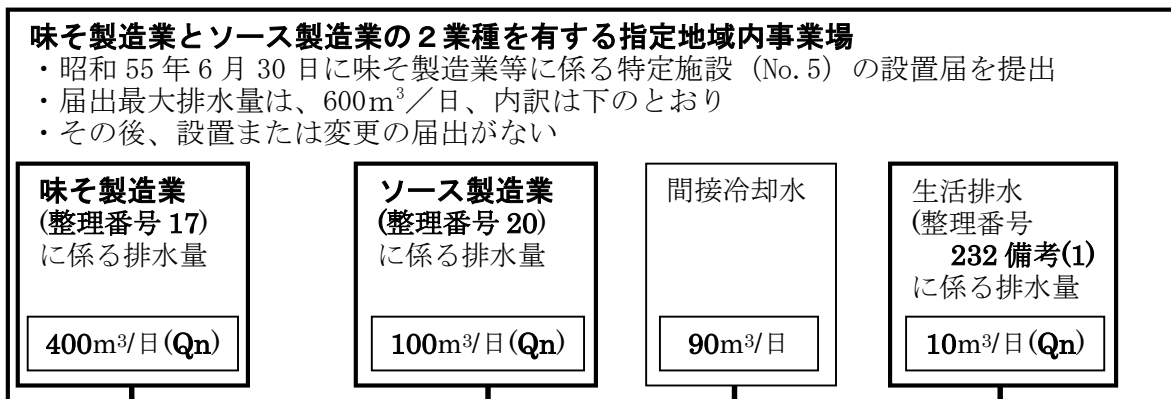 味そ製造業とソース製造業の２業種を有する指定地域内事業場
・昭和 55 年 6 月 30 日に味そ製造業等に係る特定施設（No.5）の設置届を提出
・届出最大排水量は、600m³／日、内訳は下のとおり
・その後、設置または変更の届出がない
味そ製造業
(整理番号 17)
に係る排水量
400m³/日(Qn)
ソース製造業
(整理番号 20)
に係る排水量
100m³/日(Qn)
間接冷却水
90m³/日
生活排水
(整理番号
232 備考(1)
に係る排水量
10m³/日(Qn)